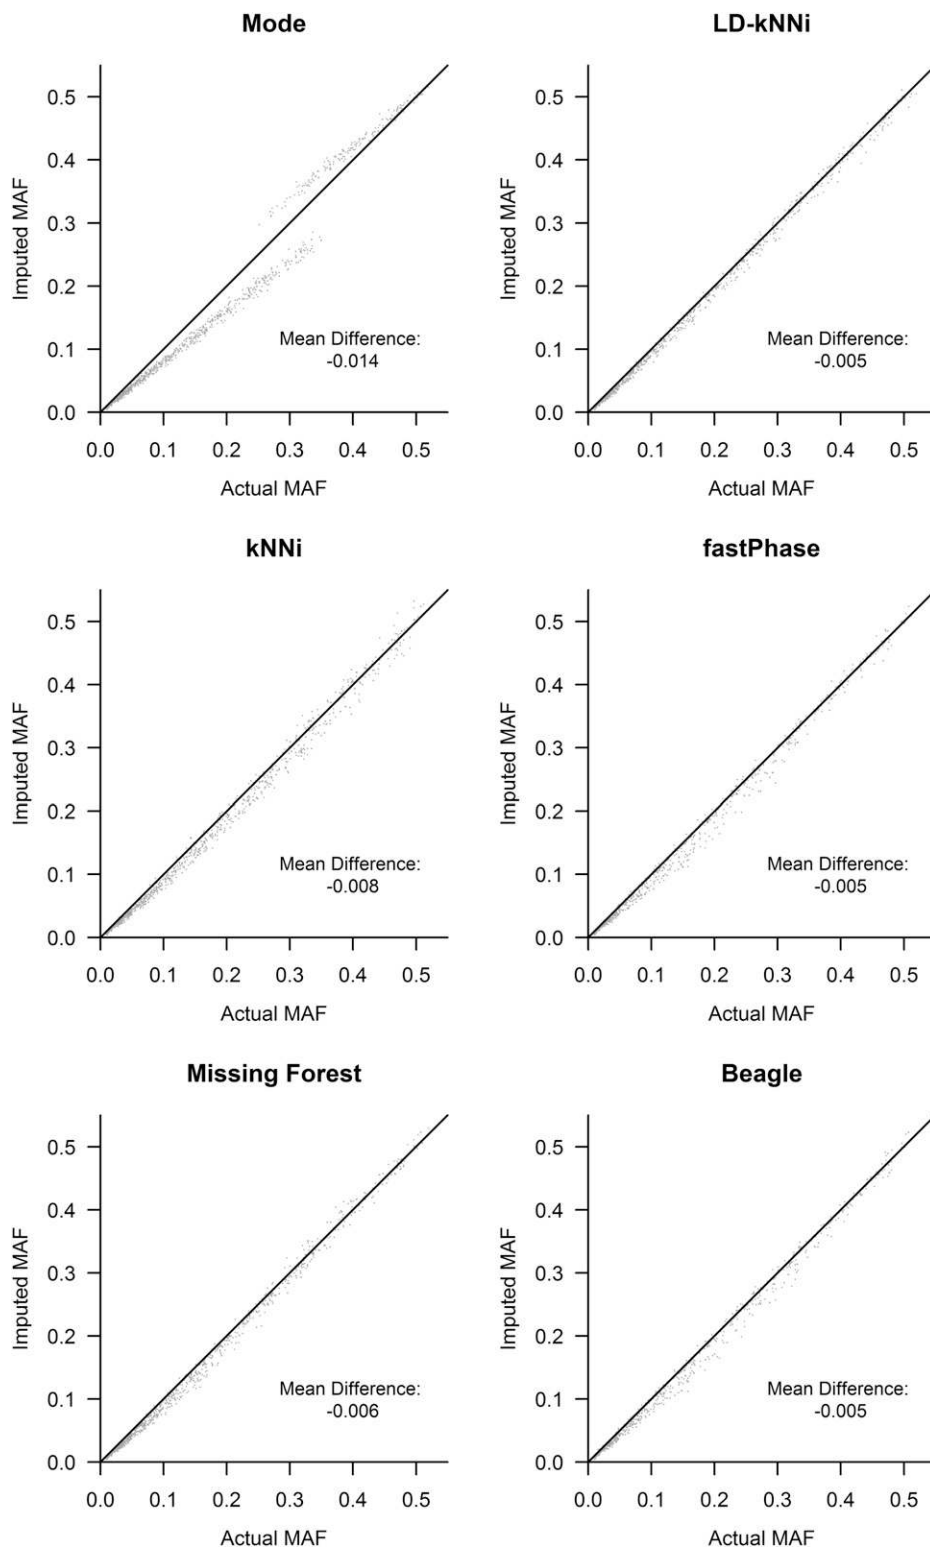 Mode
0.5
0.4
0.3
0.2
0.1
0.0
Imputed MAF
Mean Difference:
-0.014
0.0 0.1 0.2 0.3 0.4 0.5
Actual MAF
LD-kNNi
0.5
0.4
0.3
0.2
0.1
0.0
Imputed MAF
Mean Difference:
-0.005
0.0 0.1 0.2 0.3 0.4 0.5
Actual MAF
kNNi
0.5
0.4
0.3
0.2
0.1
0.0
Imputed MAF
Mean Difference:
-0.008
0.0 0.1 0.2 0.3 0.4 0.5
Actual MAF
fastPhase
0.5
0.4
0.3
0.2
0.1
0.0
Imputed MAF
Mean Difference:
-0.005
0.0 0.1 0.2 0.3 0.4 0.5
Actual MAF
Missing Forest
0.5
0.4
0.3
0.2
0.1
0.0
Imputed MAF
Mean Difference:
-0.006
0.0 0.1 0.2 0.3 0.4 0.5
Actual MAF
Beagle
0.5
0.4
0.3
0.2
0.1
0.0
Imputed MAF
Mean Difference:
-0.005
0.0 0.1 0.2 0.3 0.4 0.5
Actual MAF